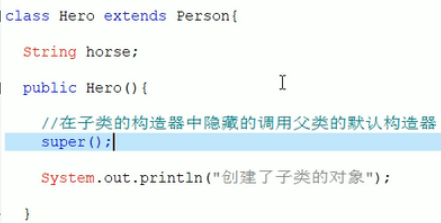 class Hero extends Person{
String horse;
public Hero(){
//在子类的构造器中隐藏的调用父类的默认构造器
super();
System.out.println("创建了子类的对象");
}